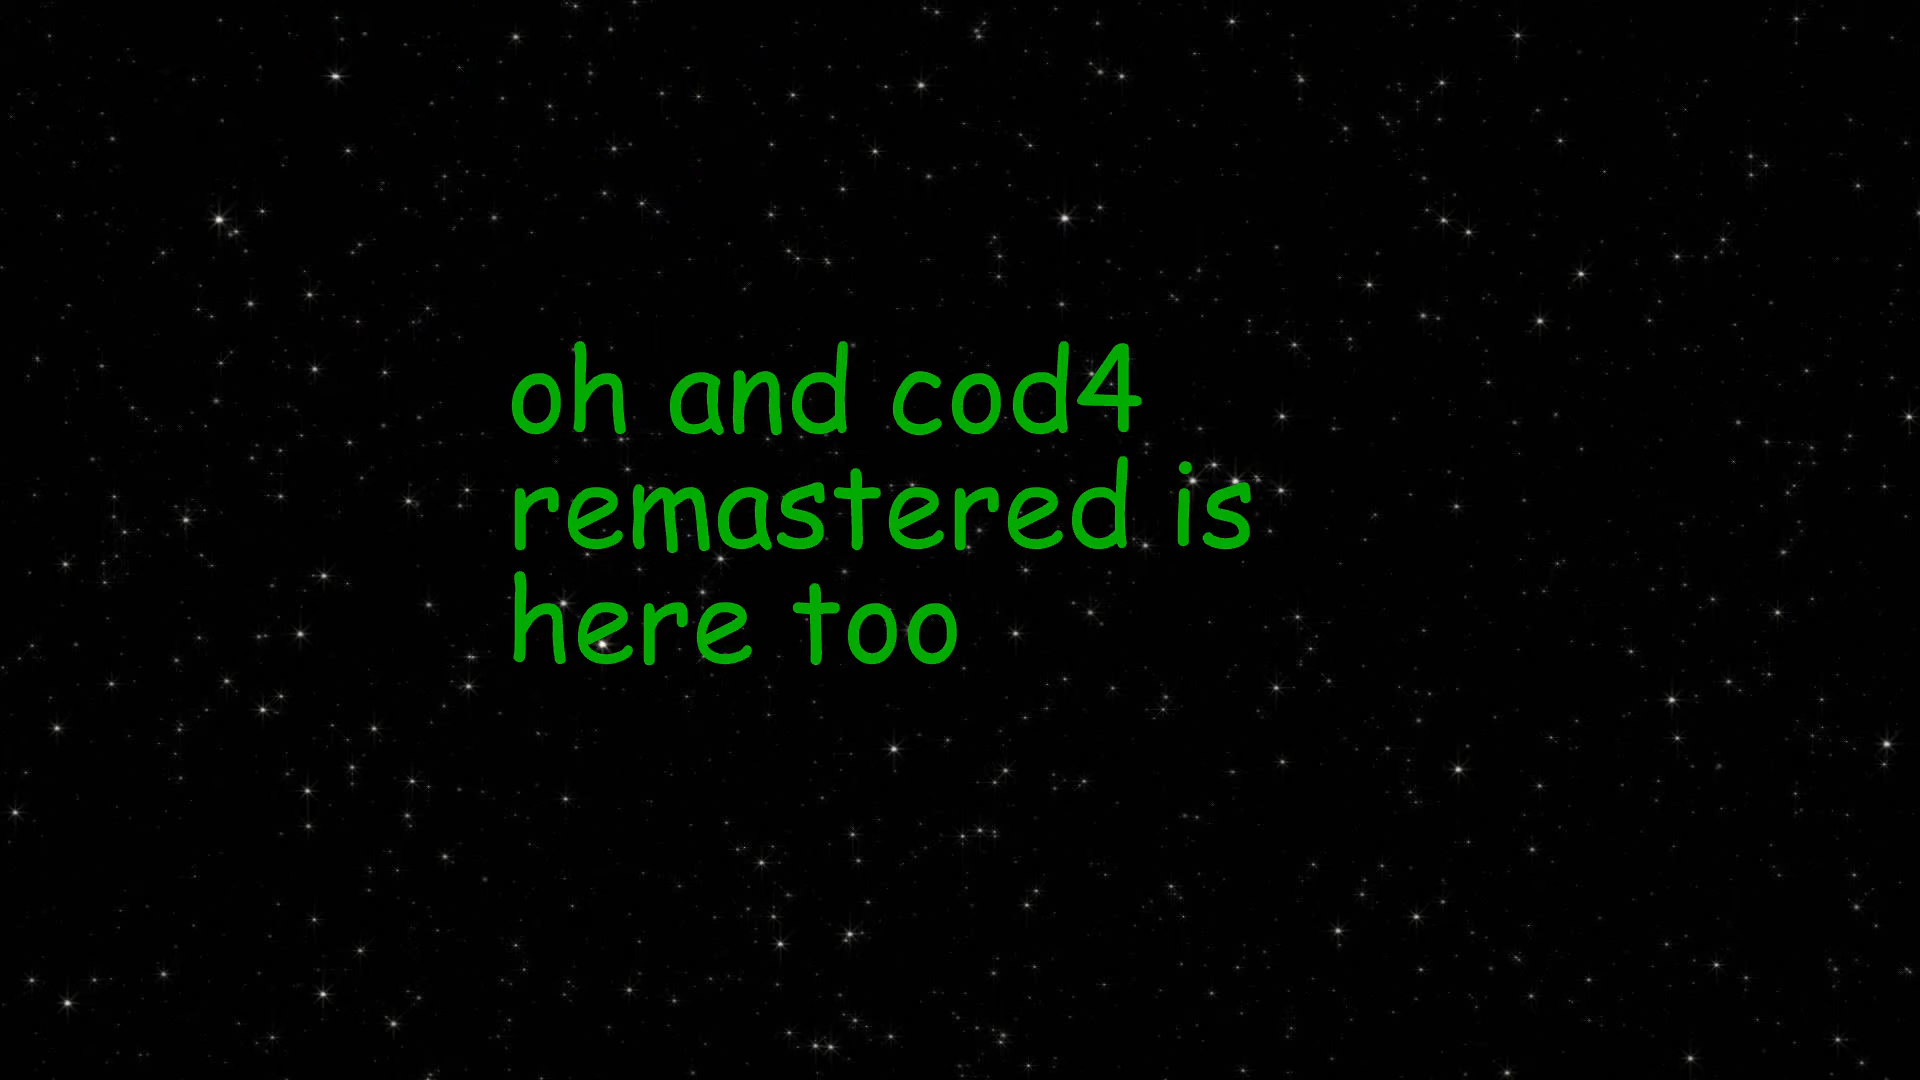 oh and cod4
remastered is
here too